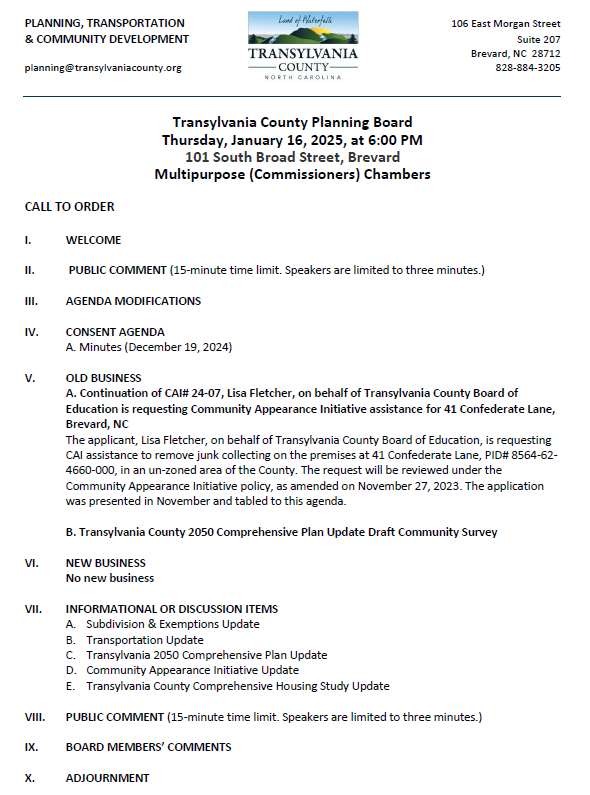 PLANNING, TRANSPORTATION
& COMMUNITY DEVELOPMENT
planning@transylvaniacounty.org
Land of Waterfalls
TRANSYLVANIA
COUNTY
NORTH CAROLINA
106 East Morgan Street
Suite 207
Brevard, NC 28712
828-884-3205
Transylvania County Planning Board
Thursday, January 16, 2025, at 6:00 PM
101 South Broad Street, Brevard
Multipurpose (Commissioners) Chambers
CALL TO ORDER
I. WELCOME
II. PUBLIC COMMENT (15-minute time limit. Speakers are limited to three minutes.)
III. AGENDA MODIFICATIONS
IV. CONSENT AGENDA
A. Minutes (December 19, 2024)
V. OLD BUSINESS
A. Continuation of CAI# 24-07, Lisa Fletcher, on behalf of Transylvania County Board of
Education is requesting Community Appearance Initiative assistance for 41 Confederate Lane,
Brevard, NC
The applicant, Lisa Fletcher, on behalf of Transylvania County Board of Education, is requesting
CAI assistance to remove junk collecting on the premises at 41 Confederate Lane, PID# 8564-62-
4660-000, in an un-zoned area of the County. The request will be reviewed under the
Community Appearance Initiative policy, as amended on November 27, 2023. The application
was presented in November and tabled to this agenda.
B. Transylvania County 2050 Comprehensive Plan Update Draft Community Survey
VI. NEW BUSINESS
No new business
VII. INFORMATIONAL OR DISCUSSION ITEMS
A. Subdivision & Exemptions Update
B. Transportation Update
C. Transylvania 2050 Comprehensive Plan Update
D. Community Appearance Initiative Update
E. Transylvania County Comprehensive Housing Study Update
VIII. PUBLIC COMMENT (15-minute time limit. Speakers are limited to three minutes.)
IX. BOARD MEMBERS' COMMENTS
X. ADJOURNMENT